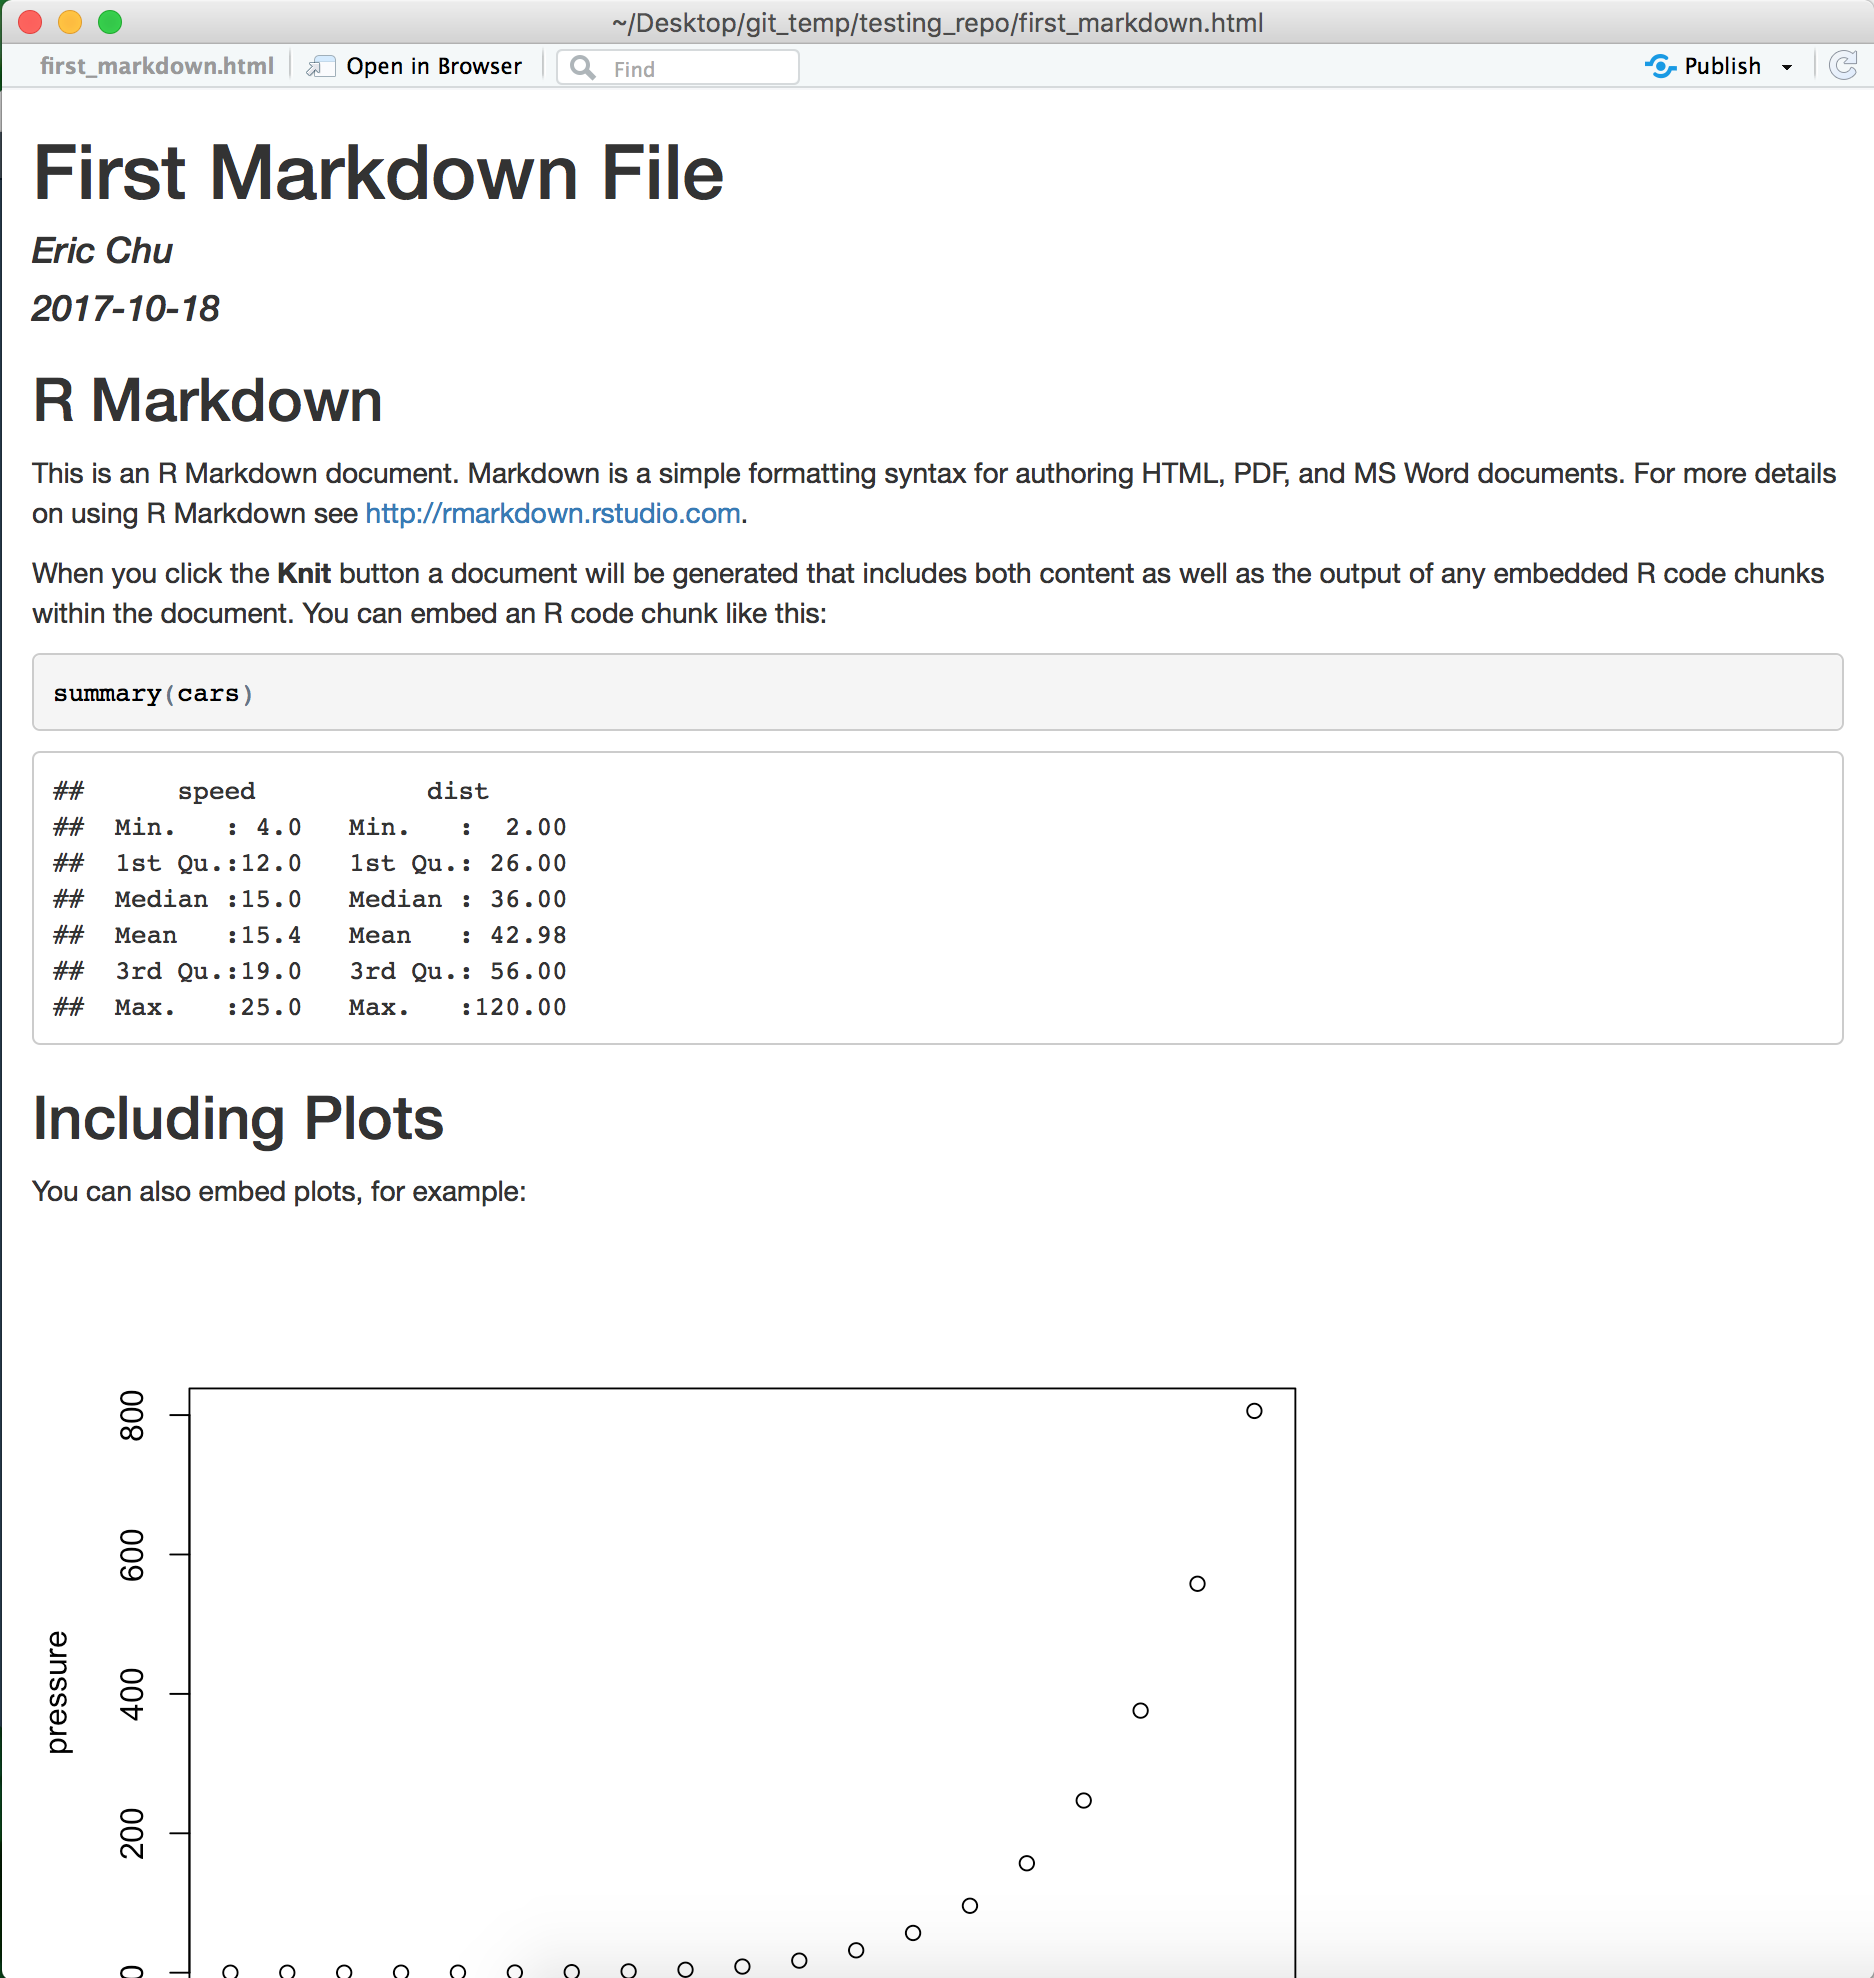 ~/Desktop/git_temp/testing_repo/first_markdown.html
first_markdown.html Open in Browser Find Publish
First Markdown File
Eric Chu
2017-10-18
R Markdown
This is an R Markdown document. Markdown is a simple formatting syntax for authoring HTML, PDF, and MS Word documents. For more details
on using R Markdown see http://rmarkdown.rstudio.com.
When you click the Knit button a document will be generated that includes both content as well as the output of any embedded R code chunks
within the document. You can embed an R code chunk like this:
summary(cars)
##      speed           dist
##  Min.   : 4.0   Min.   :  2.00
##  1st Qu.:12.0   1st Qu.: 26.00
##  Median :15.0   Median : 36.00
##  Mean   :15.4   Mean   : 42.98
##  3rd Qu.:19.0   3rd Qu.: 56.00
##  Max.   :25.0   Max.   :120.00
Including Plots
You can also embed plots, for example:
800
600
400
200
0
pressure